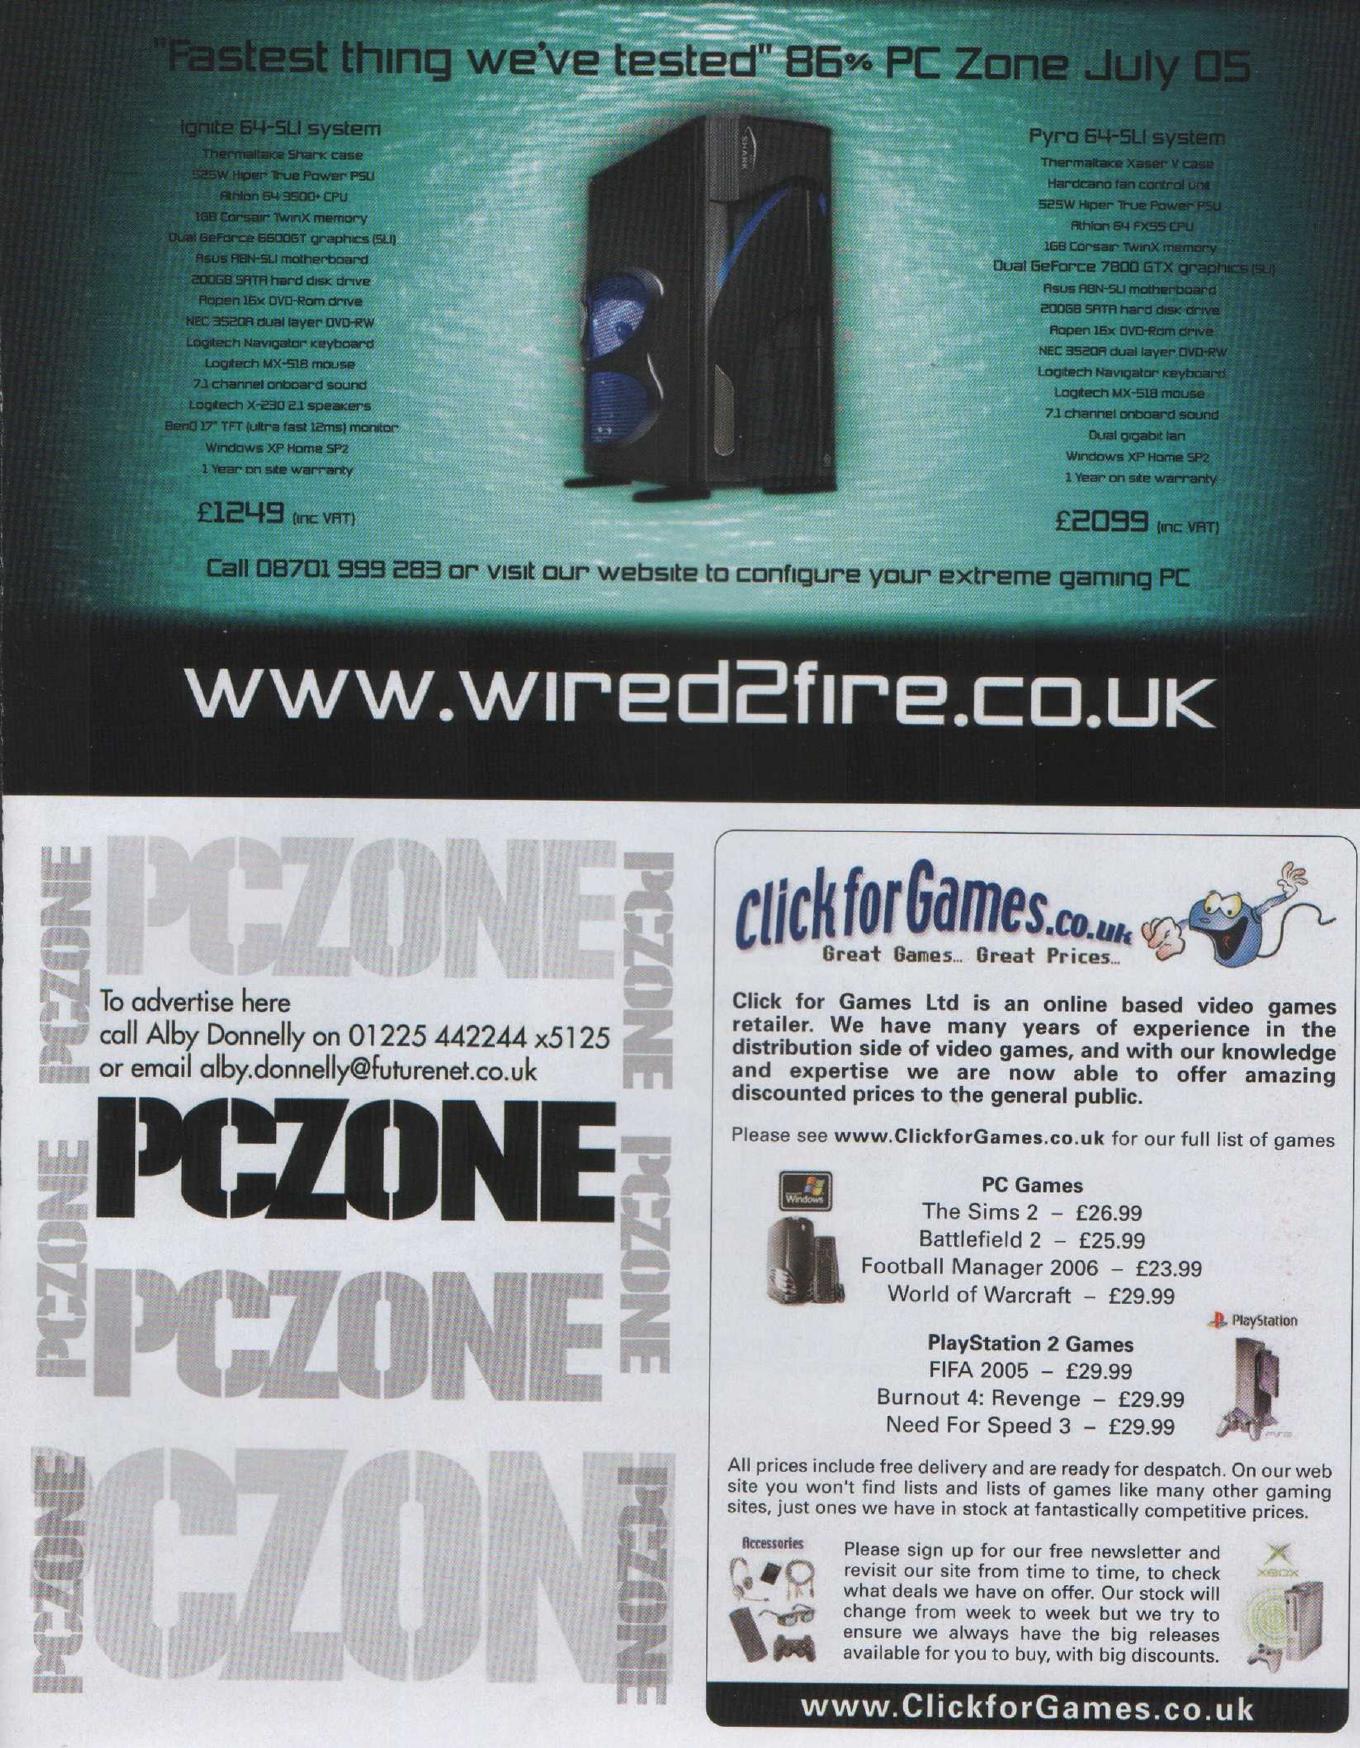 "Fastest thing we've tested" 86% PC Zone July 05
Ignite 64-SLI system
Thermaltake Shark case
525W Hiper True Power PSU
Athlon 64 3500+ CPU
1GB Corsair TwinX memory
Dual GeForce 6600GT graphics (SLI)
Asus A8N-SLI motherboard
200GB SATA hard disk drive
Aopen 16x DVD-Rom drive
NEC 3520A dual layer DVD-RW
Logitech Navigator keyboard
Logitech MX-518 mouse
7.1 channel onboard sound
Logitech X-230 2.1 speakers
BenQ 17" TFT (ultra fast 12ms) monitor
Windows XP Home SP2
1 Year on site warranty
£1249 (inc VAT)
SHARK
Pyro 64-SLI system
Thermaltake Xaser V case
Hardcano fan control unit
525W Hiper True Power PSU
Athlon 64 FX55 CPU
1GB Corsair TwinX memory
Dual GeForce 7800 GTX graphics (SLI)
Asus A8N-SLI motherboard
200GB SATA hard disk drive
Aopen 16x DVD-Rom drive
NEC 3520A dual layer DVD-RW
Logitech Navigator keyboard
Logitech MX-518 mouse
7.1 channel onboard sound
Dual gigabit lan
Windows XP Home SP2
1 Year on site warranty
£2099 (inc VAT)
Call 08701 999 283 or visit our website to configure your extreme gaming PC
www.wired2fire.co.uk
PCZONE
PCZONE
PCZONE
To advertise here
call Alby Donnelly on 01225 442244 x5125
or email alby.donnelly@futurenet.co.uk
PCZONE
PCZONE
PCZONE
PCZONE
PCZONE
CZON
PCZONE
ClickforGames.co.uk
Great Games... Great Prices...
Click for Games Ltd is an online based video games
retailer. We have many years of experience in the
distribution side of video games, and with our knowledge
and expertise we are now able to offer amazing
discounted prices to the general public.
Please see www.ClickforGames.co.uk for our full list of games
Windows
PC Games
The Sims 2 – £26.99
Battlefield 2 – £25.99
Football Manager 2006 – £23.99
World of Warcraft – £29.99
PlayStation
PlayStation 2 Games
FIFA 2005 – £29.99
Burnout 4: Revenge – £29.99
Need For Speed 3 – £29.99
All prices include free delivery and are ready for despatch. On our web
site you won't find lists and lists of games like many other gaming
sites, just ones we have in stock at fantastically competitive prices.
Accessories
Please sign up for our free newsletter and
revisit our site from time to time, to check
what deals we have on offer. Our stock will
change from week to week but we try to
ensure we always have the big releases
available for you to buy, with big discounts.
XBOX
www.ClickforGames.co.uk